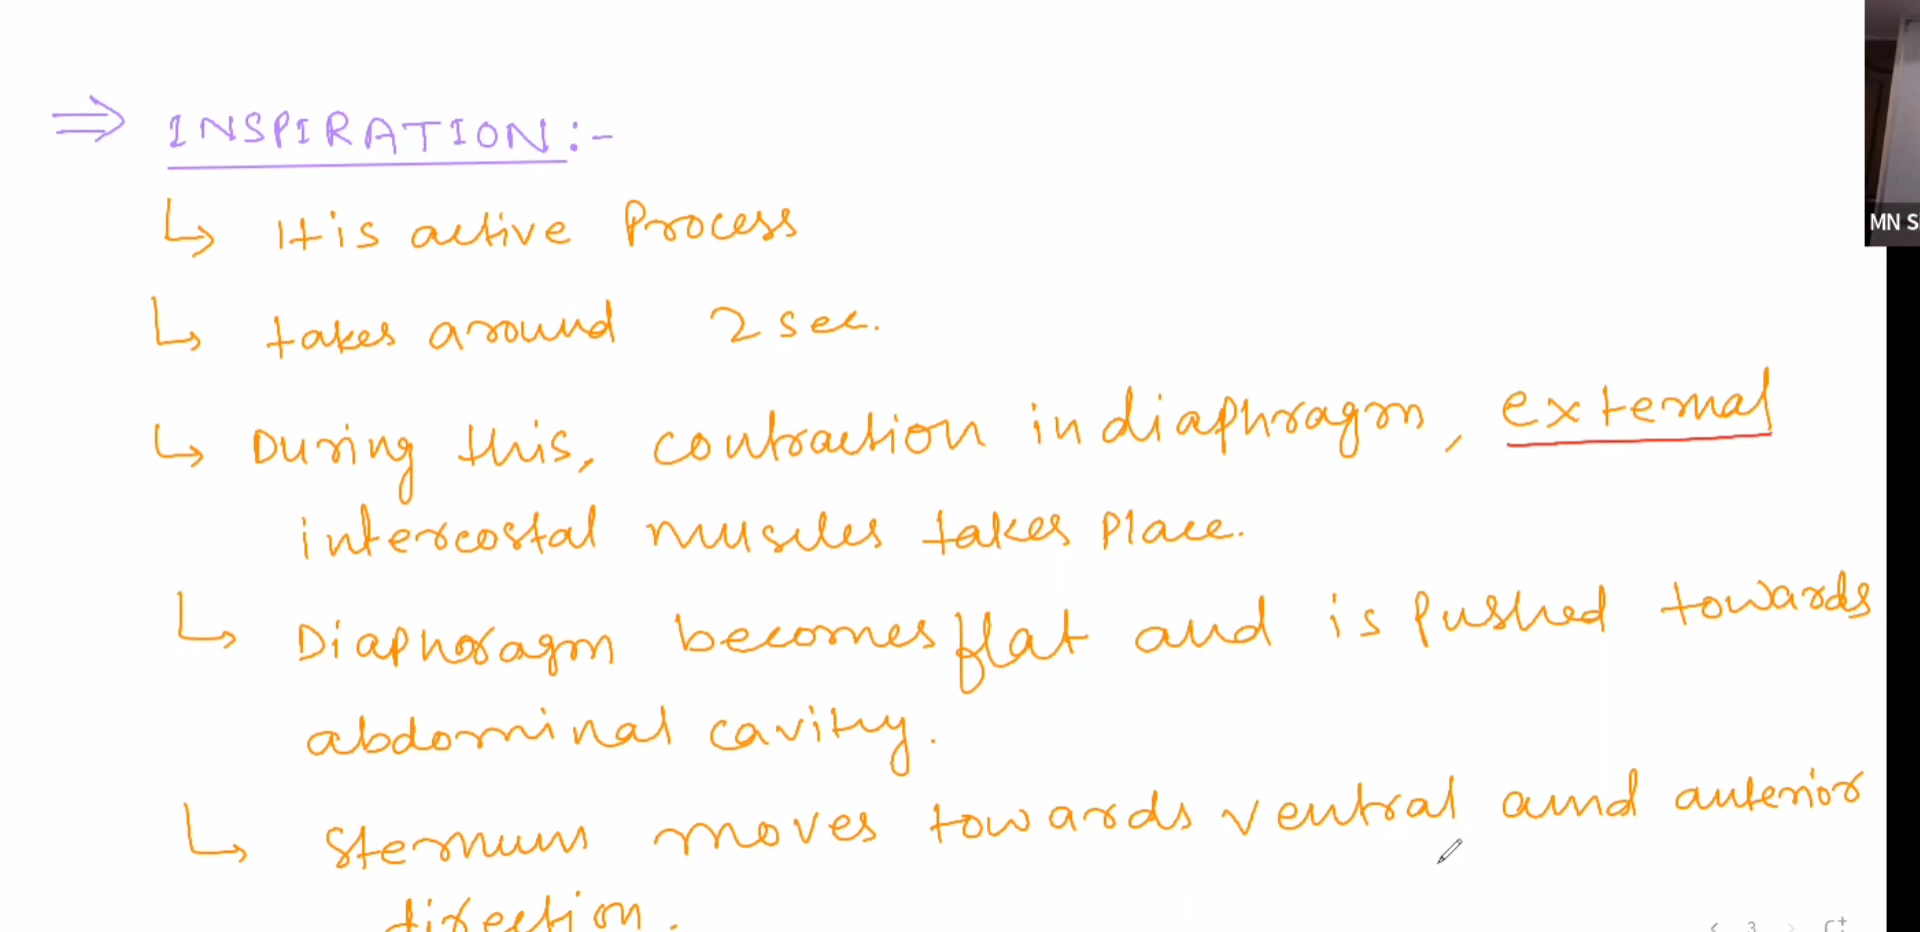 ⇒ INSPIRATION:-
↳ It is active Process
↳ takes around 2 sec.
↳ During this, contraction in diaphragm, external
intercostal muscles takes place.
↳ Diaphragm becomes flat and is pushed towards
abdominal cavity.
↳ Sternum moves towards ventral and anterior
direction.
MN S
< 3 >